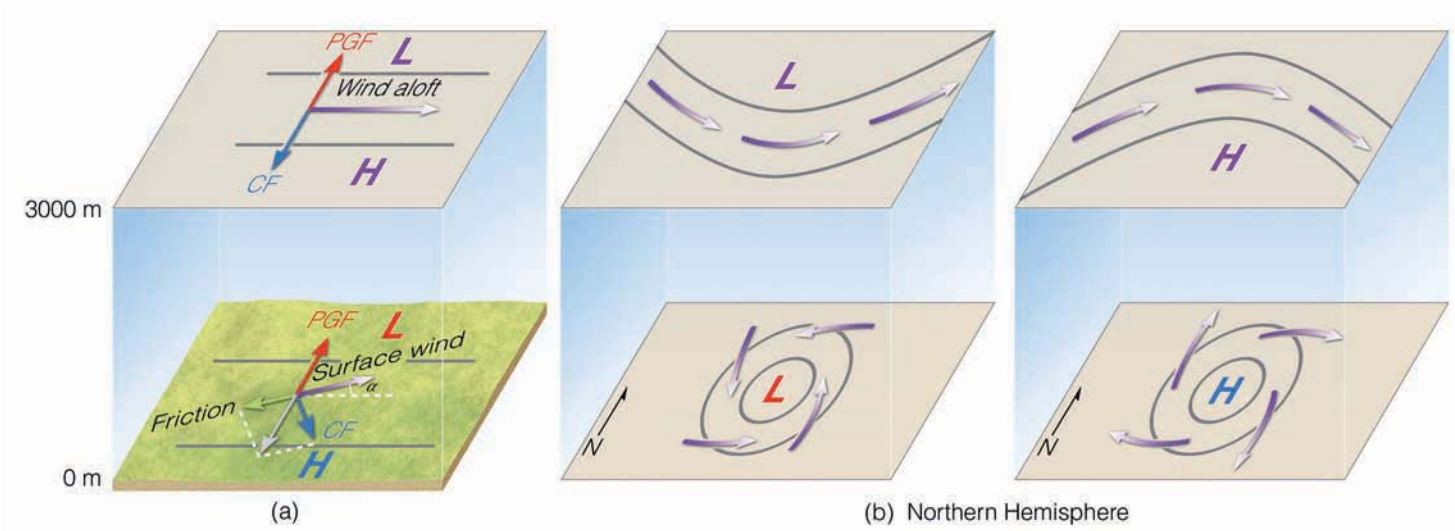 PGF
L
Wind aloft
CF
H
3000 m
PGF
L
Surface wind
α
Friction
CF
H
0 m
(a)
L
L
N
H
H
N
(b) Northern Hemisphere